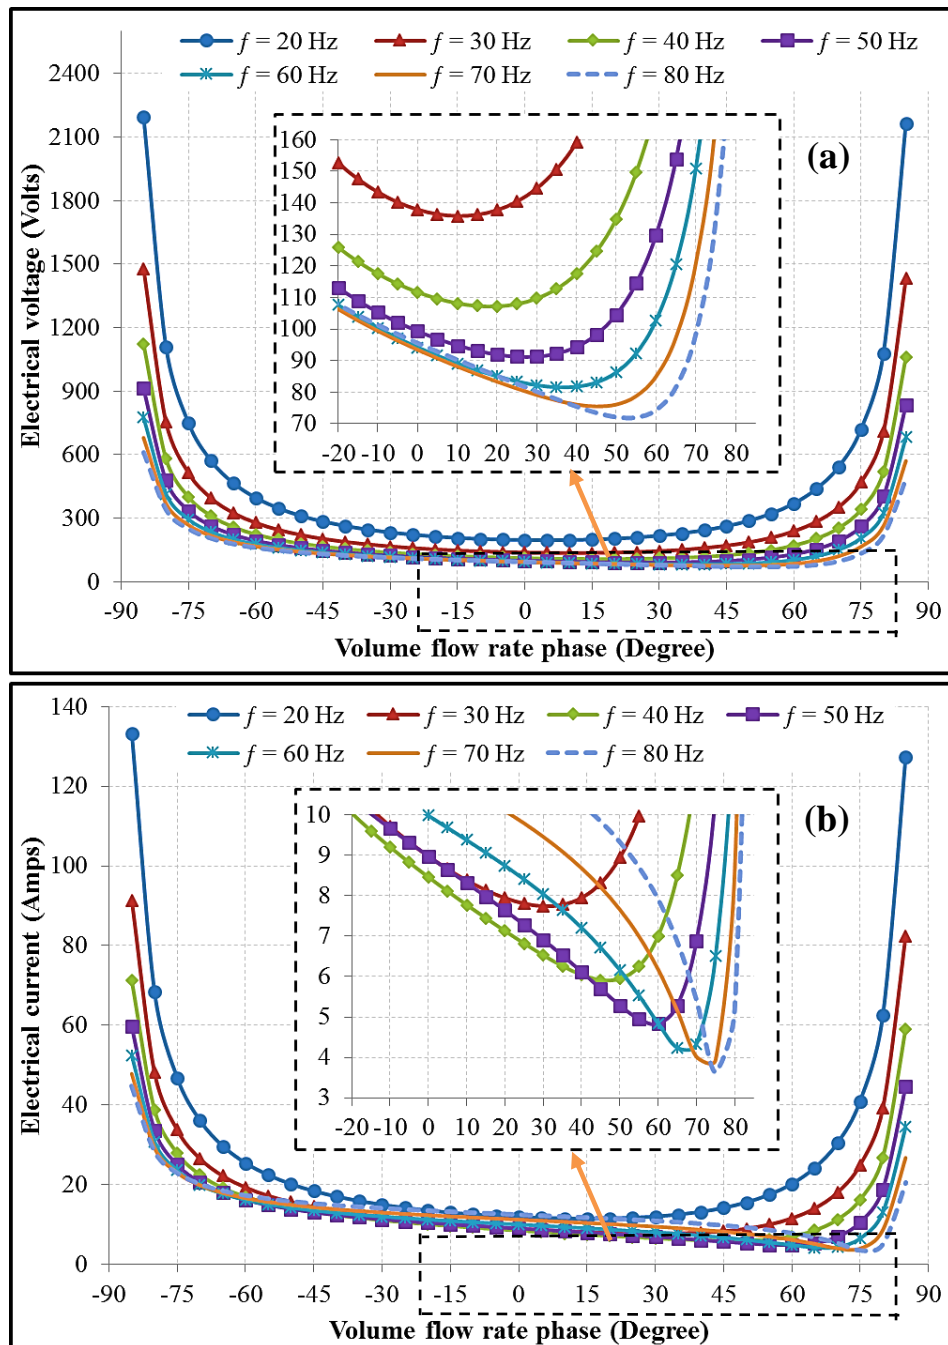 f = 20 Hz f = 30 Hz f = 40 Hz f = 50 Hz
f = 60 Hz f = 70 Hz f = 80 Hz
(a)
Electrical voltage (Volts)
2400
2100
1800
1500
1200
900
600
300
0
160
150
140
130
120
110
100
90
80
70
-20 -10 0 10 20 30 40 50 60 70 80
-90 -75 -60 -45 -30 -15 0 15 30 45 60 75 90
Volume flow rate phase (Degree)
f = 20 Hz f = 30 Hz f = 40 Hz f = 50 Hz
f = 60 Hz f = 70 Hz f = 80 Hz
(b)
Electrical current (Amps)
140
120
100
80
60
40
20
0
10
9
8
7
6
5
4
3
-20 -10 0 10 20 30 40 50 60 70 80
-90 -75 -60 -45 -30 -15 0 15 30 45 60 75 90
Volume flow rate phase (Degree)